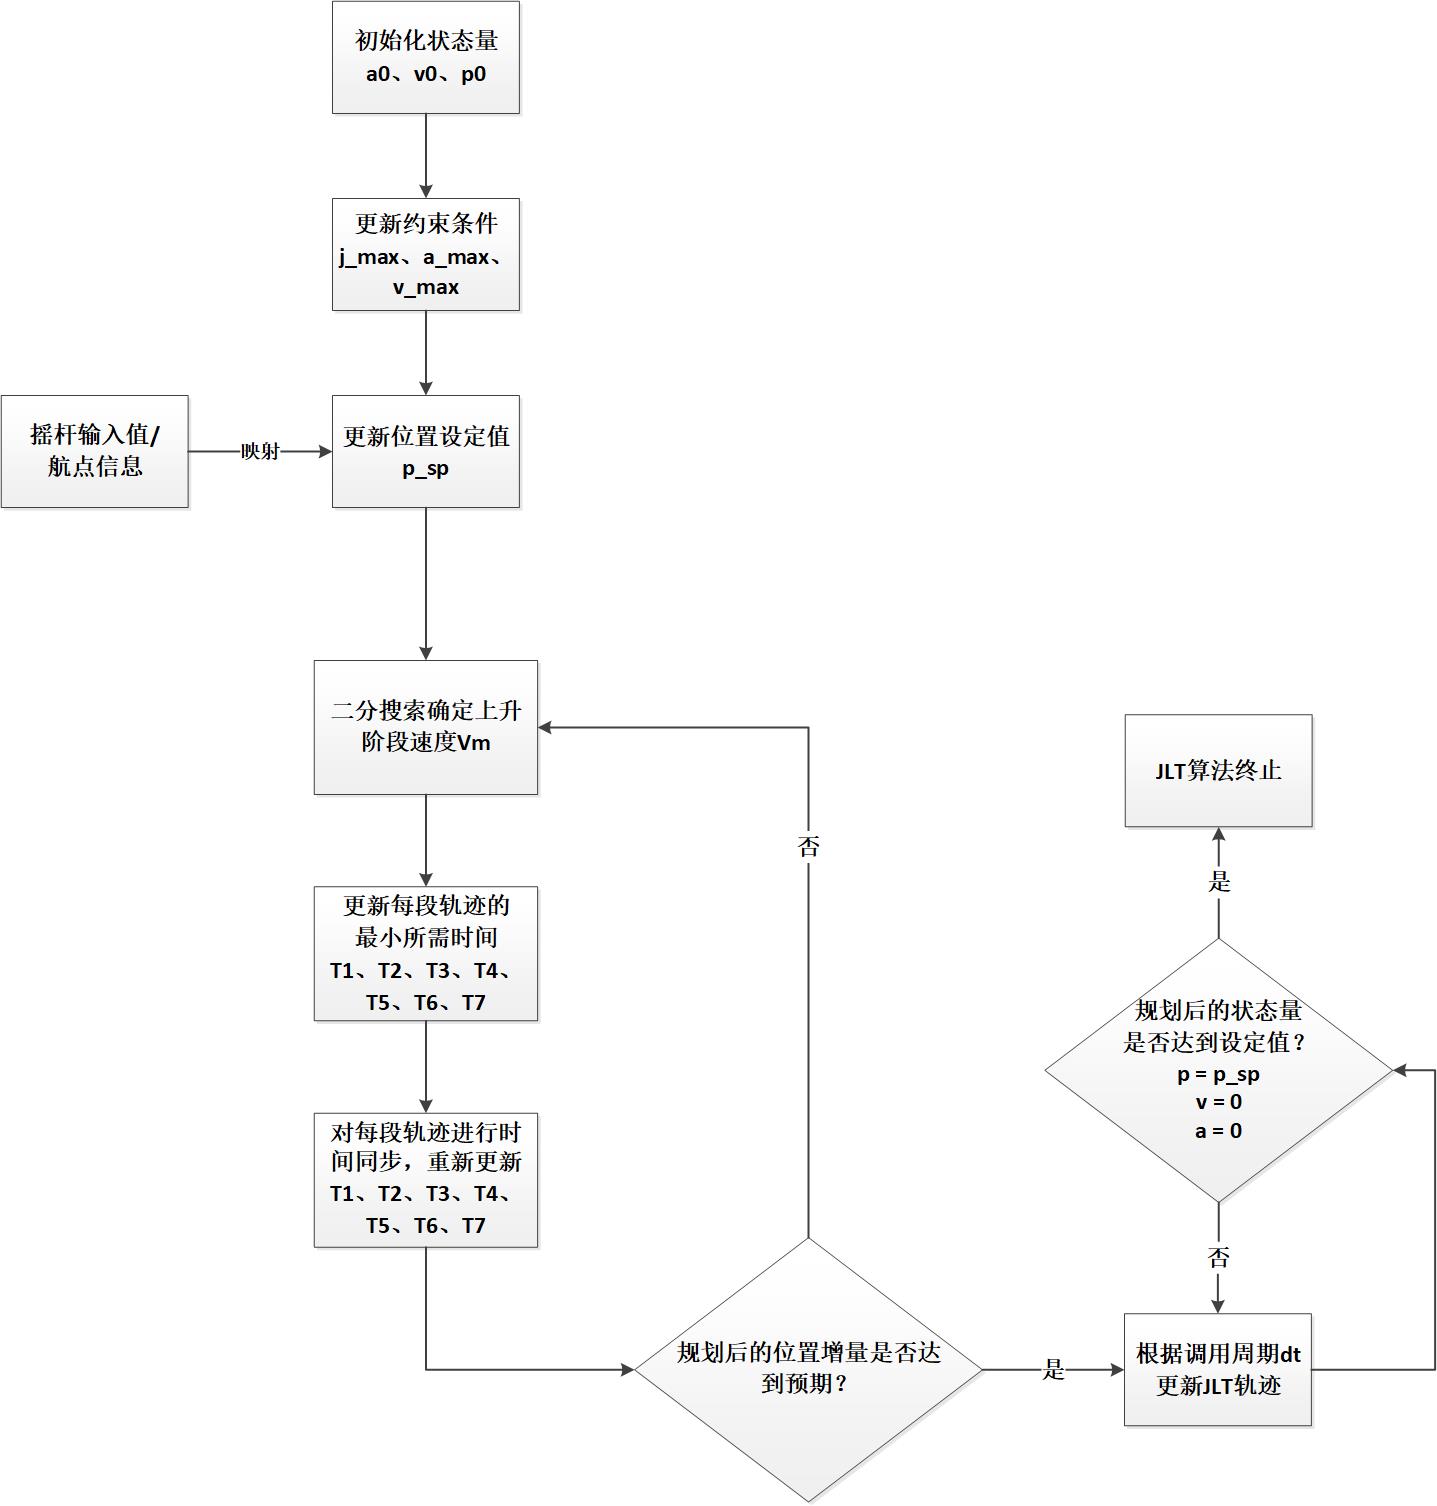 初始化状态量
a0、v0、p0
更新约束条件
j_max、a_max、
v_max
摇杆输入值/
航点信息
映射
更新位置设定值
p_sp
二分搜索确定上升
阶段速度Vm
更新每段轨迹的
最小所需时间
T1、T2、T3、T4、
T5、T6、T7
对每段轨迹进行时
间同步，重新更新
T1、T2、T3、T4、
T5、T6、T7
规划后的位置增量是否达
到预期？
否
是
根据调用周期dt
更新JLT轨迹
规划后的状态量
是否达到设定值？
p = p_sp
v = 0
a = 0
否
是
JLT算法终止